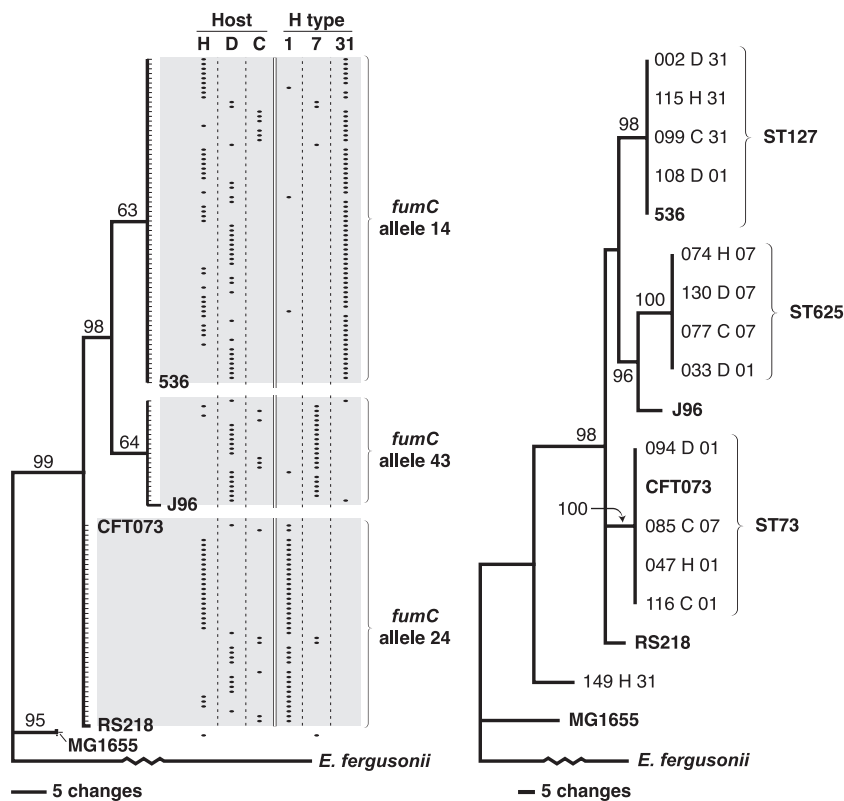 Host H type
H D C 1 7 31
63
fumC
allele 14
98
536
64
fumC
allele 43
99
J96
CFT073
fumC
allele 24
RS218
95
MG1655
E. fergusonii
5 changes
002 D 31
115 H 31
98
099 C 31
ST127
108 D 01
536
074 H 07
130 D 07
100
ST625
077 C 07
033 D 01
96
J96
98
094 D 01
CFT073
100
085 C 07
ST73
047 H 01
116 C 01
RS218
149 H 31
MG1655
E. fergusonii
5 changes